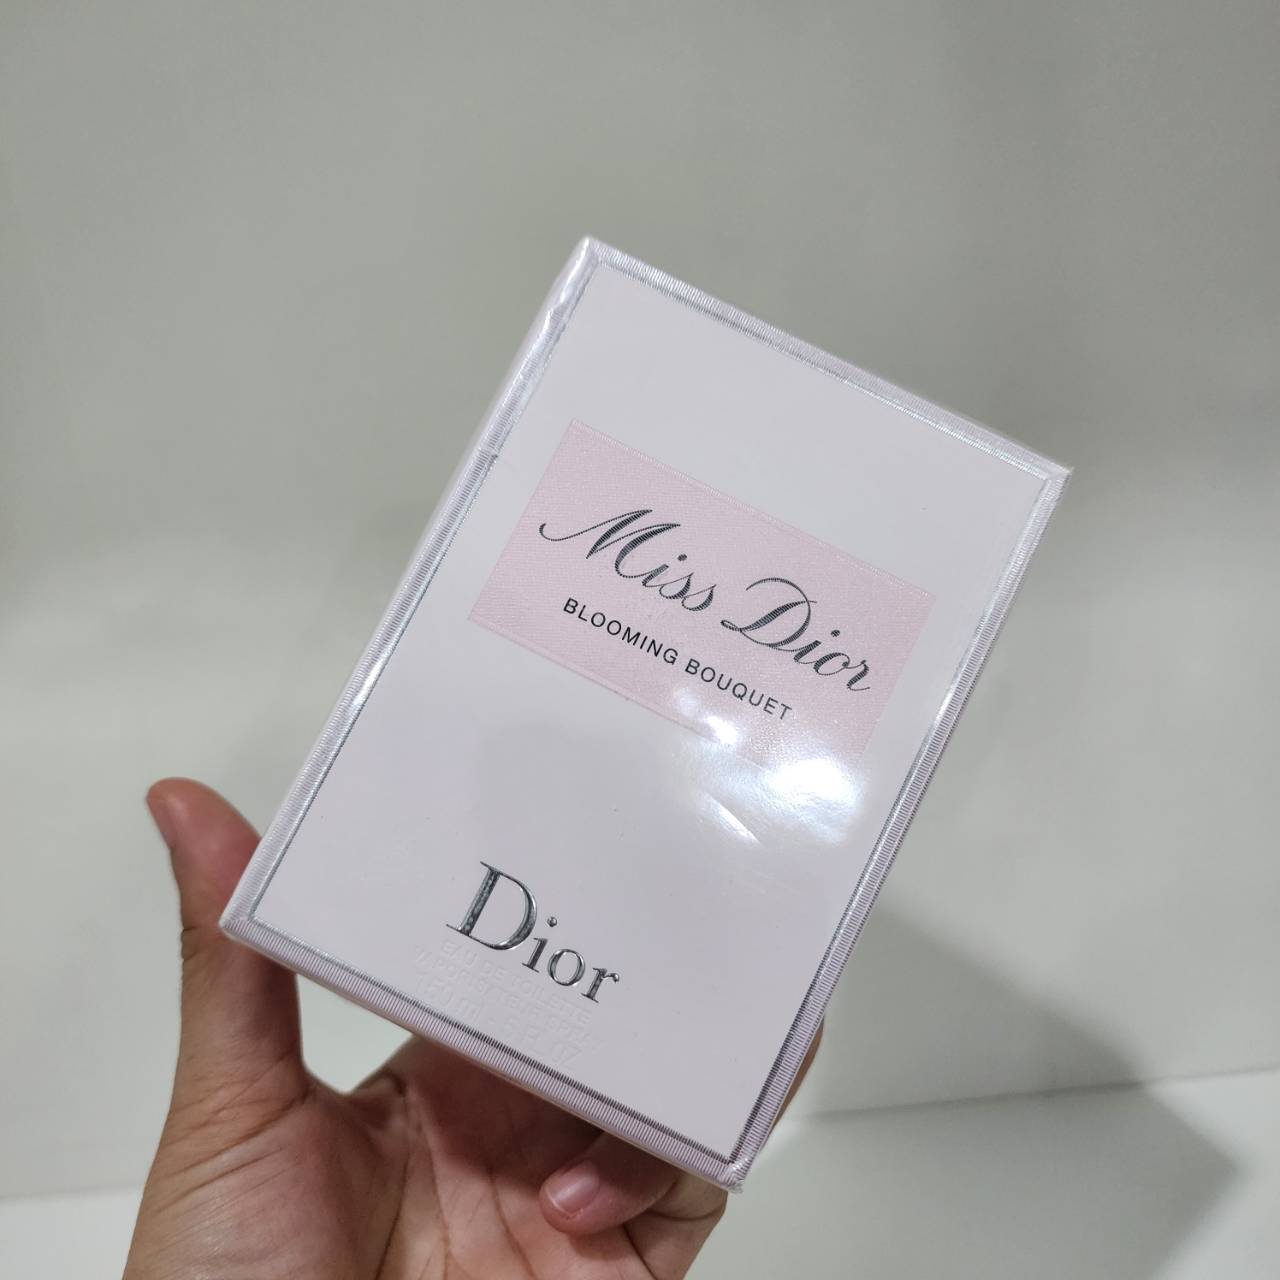 Miss Dior
BLOOMING BOUQUET
Dior
EAU DE TOILETTE